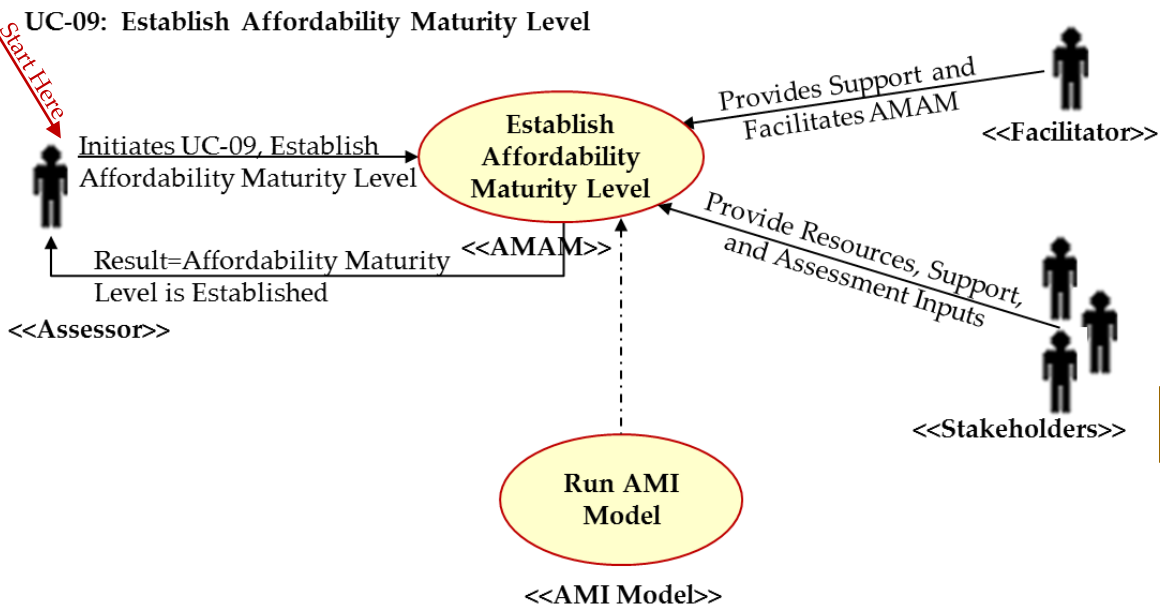 UC-09: Establish Affordability Maturity Level
Start Here
Initiates UC-09, Establish
Affordability Maturity Level
Establish
Affordability
Maturity Level
<<AMAM>>
Provides Support and
Facilitates AMAM
<<Facilitator>>
Result=Affordability Maturity
Level is Established
<<Assessor>>
Provide Resources, Support,
and Assessment Inputs
<<Stakeholders>>
Run AMI
Model
<<AMI Model>>